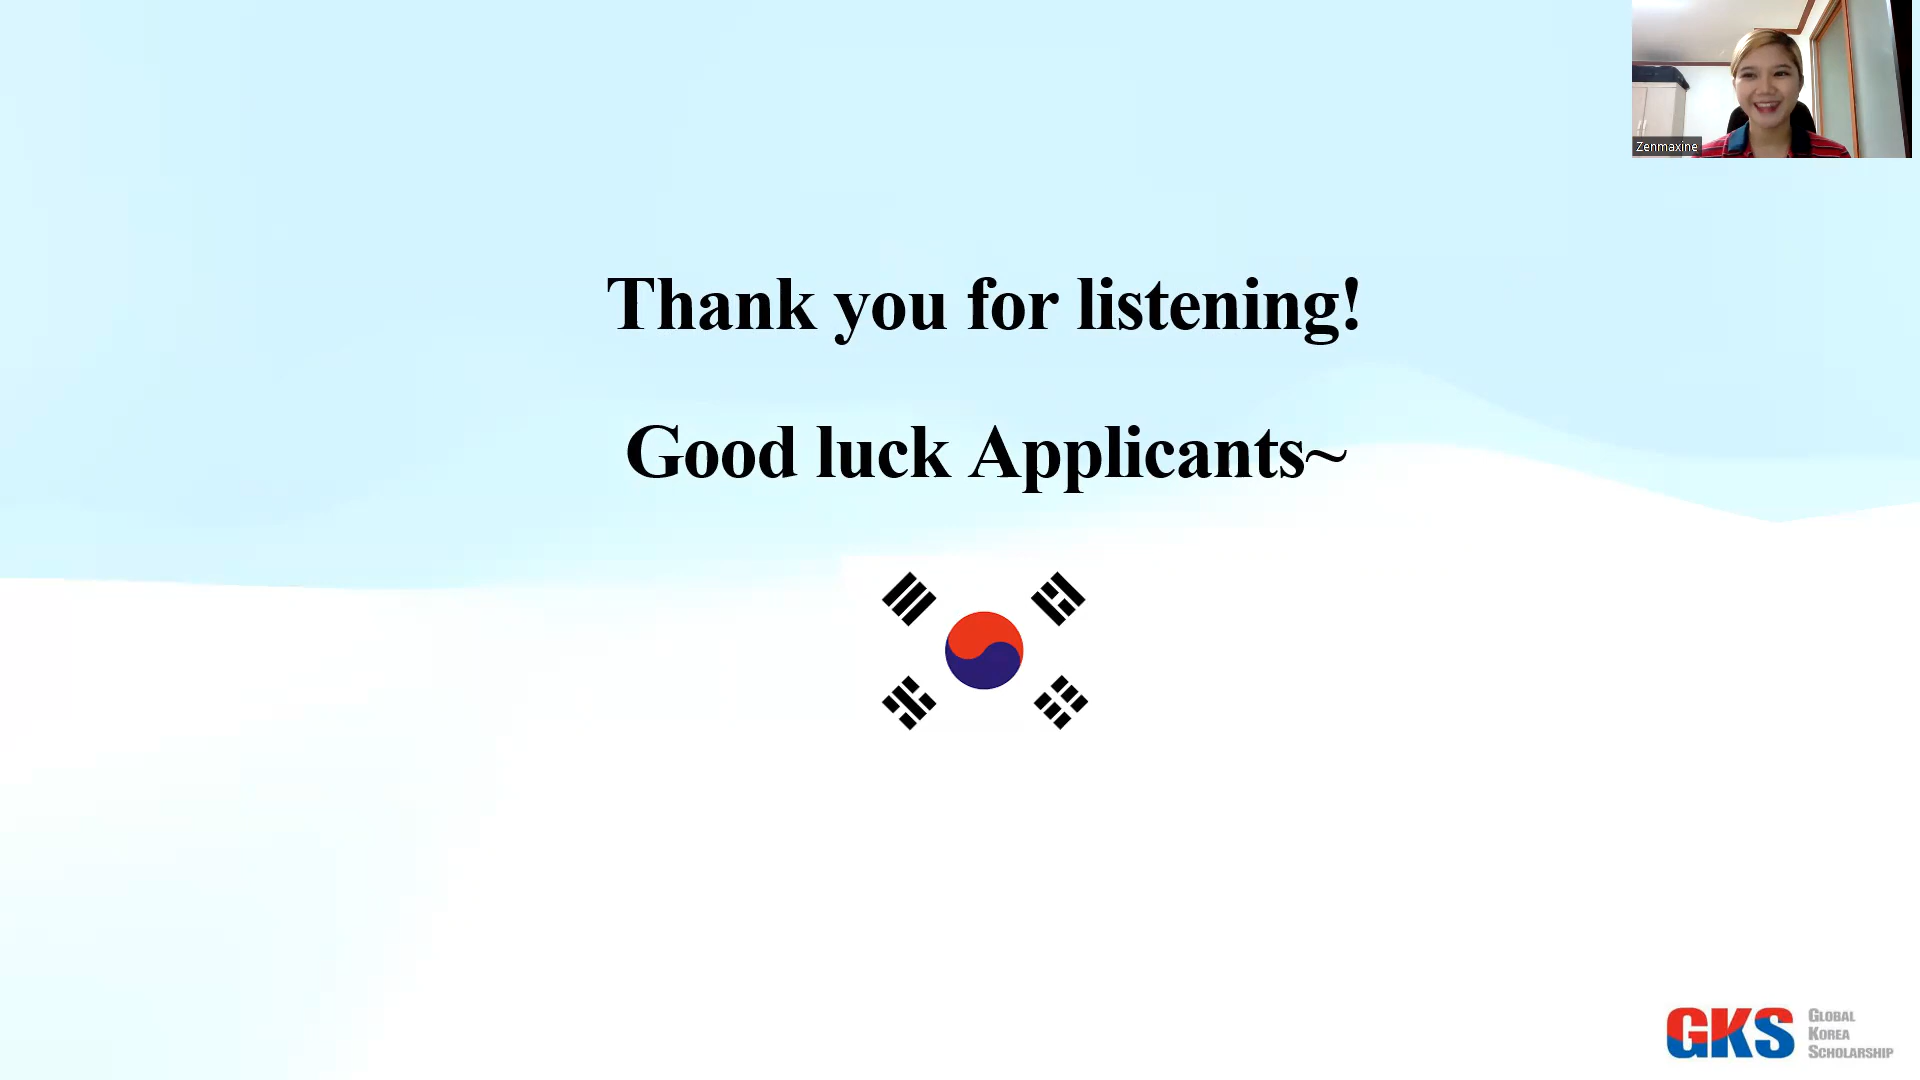 Zenmaxine
Thank you for listening!
Good luck Applicants~
GKS
GLOBAL
KOREA
SCHOLARSHIP